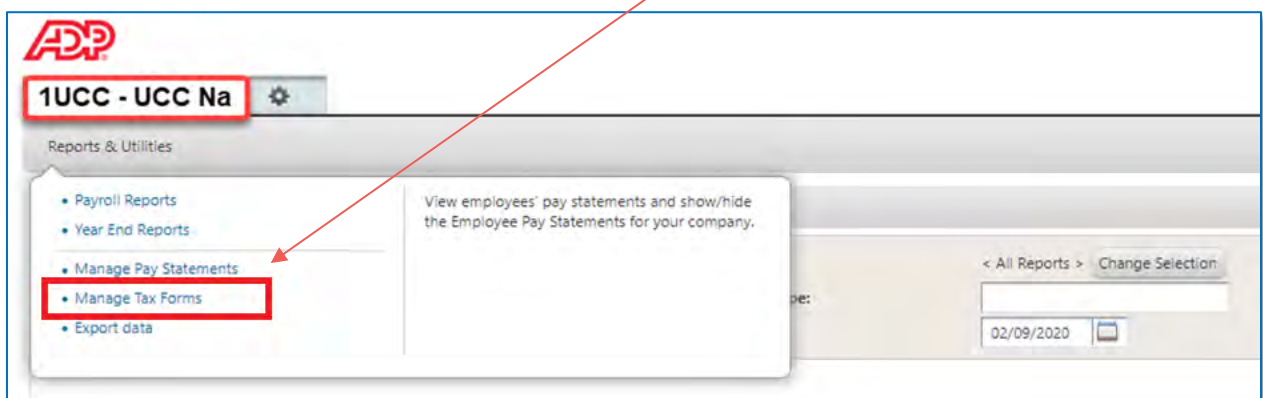 ADP
1UCC - UCC Na
Reports & Utilities
• Payroll Reports
• Year End Reports
• Manage Pay Statements
• Manage Tax Forms
• Export data
View employees' pay statements and show/hide
the Employee Pay Statements for your company.
< All Reports > Change Selection
pe:
02/09/2020